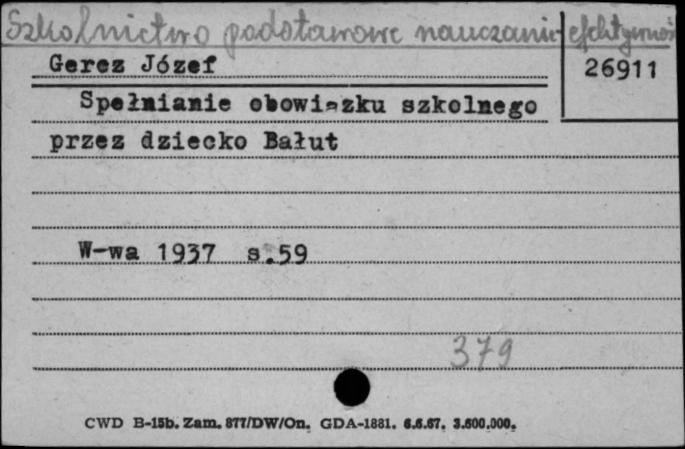 Szkolnictwo podstawowe nauczanie - efektywność
Gerez Józef
26911
Spełnianie obowiązku szkolnego
przez dziecko Bałut
W-wa 1937 s.59
379
CWD B-15b. Zam. 877/DW/On. GDA-1881. 6.6.67. 3.600.000.